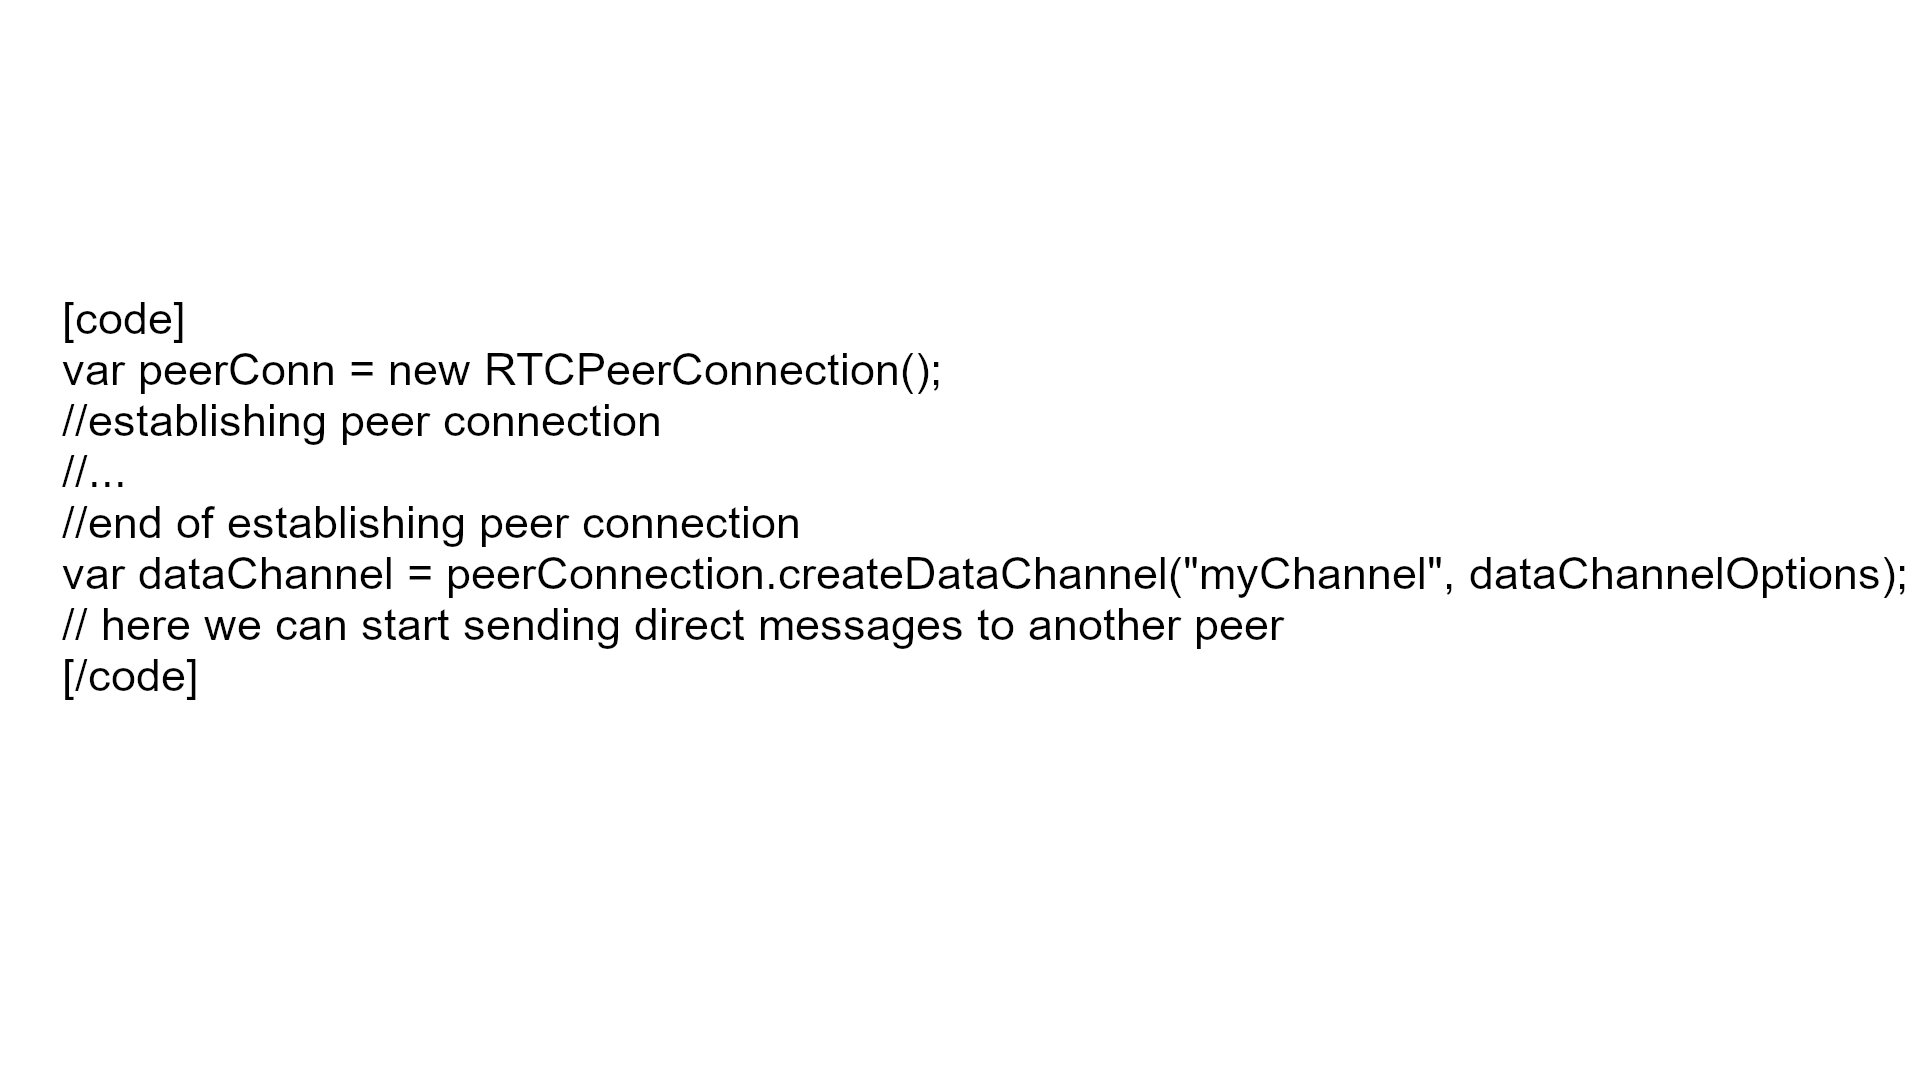 [code]
var peerConn = new RTCPeerConnection();
//establishing peer connection
//...
//end of establishing peer connection
var dataChannel = peerConnection.createDataChannel("myChannel", dataChannelOptions);
// here we can start sending direct messages to another peer
[/code]